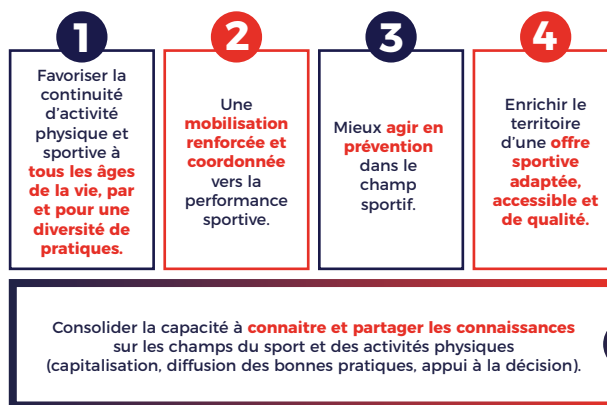 1
Favoriser la
continuité
d'activité
physique et
sportive à
tous les âges
de la vie, par
et pour une
diversité de
pratiques.
2
Une
mobilisation
renforcée et
coordonnée
vers la
performance
sportive.
3
Mieux agir en
prévention
dans le
champ
sportif.
4
Enrichir le
territoire
d'une offre
sportive
adaptée,
accessible et
de qualité.
Consolider la capacité à connaitre et partager les connaissances
sur les champs du sport et des activités physiques
(capitalisation, diffusion des bonnes pratiques, appui à la décision).